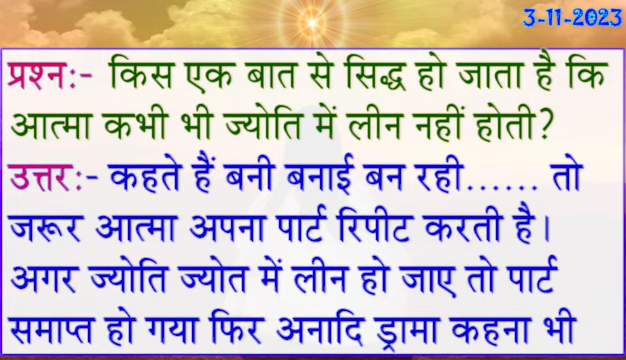 3-11-2023
प्रश्न:- किस एक बात से सिद्ध हो जाता है कि
आत्मा कभी भी ज्योति में लीन नहीं होती?
उत्तर:- कहते हैं बनी बनाई बन रही...... तो
जरूर आत्मा अपना पार्ट रिपीट करती है।
अगर ज्योति ज्योत में लीन हो जाए तो पार्ट
समाप्त हो गया फिर अनादि ड्रामा कहना भी